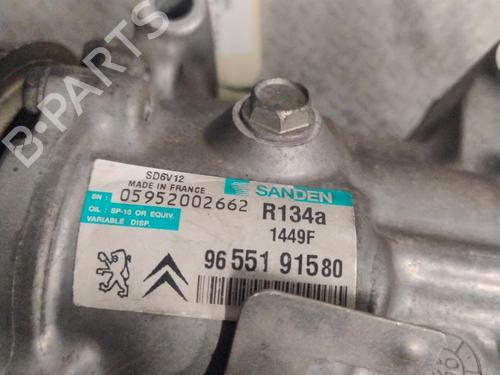 B-PARTS
SD6V12
MADE IN FRANCE
SANDEN
SN : 05952002662
OIL : SP-10 OR EQUIV.
VARIABLE DISP.
R134a
1449F
96 551 915 80